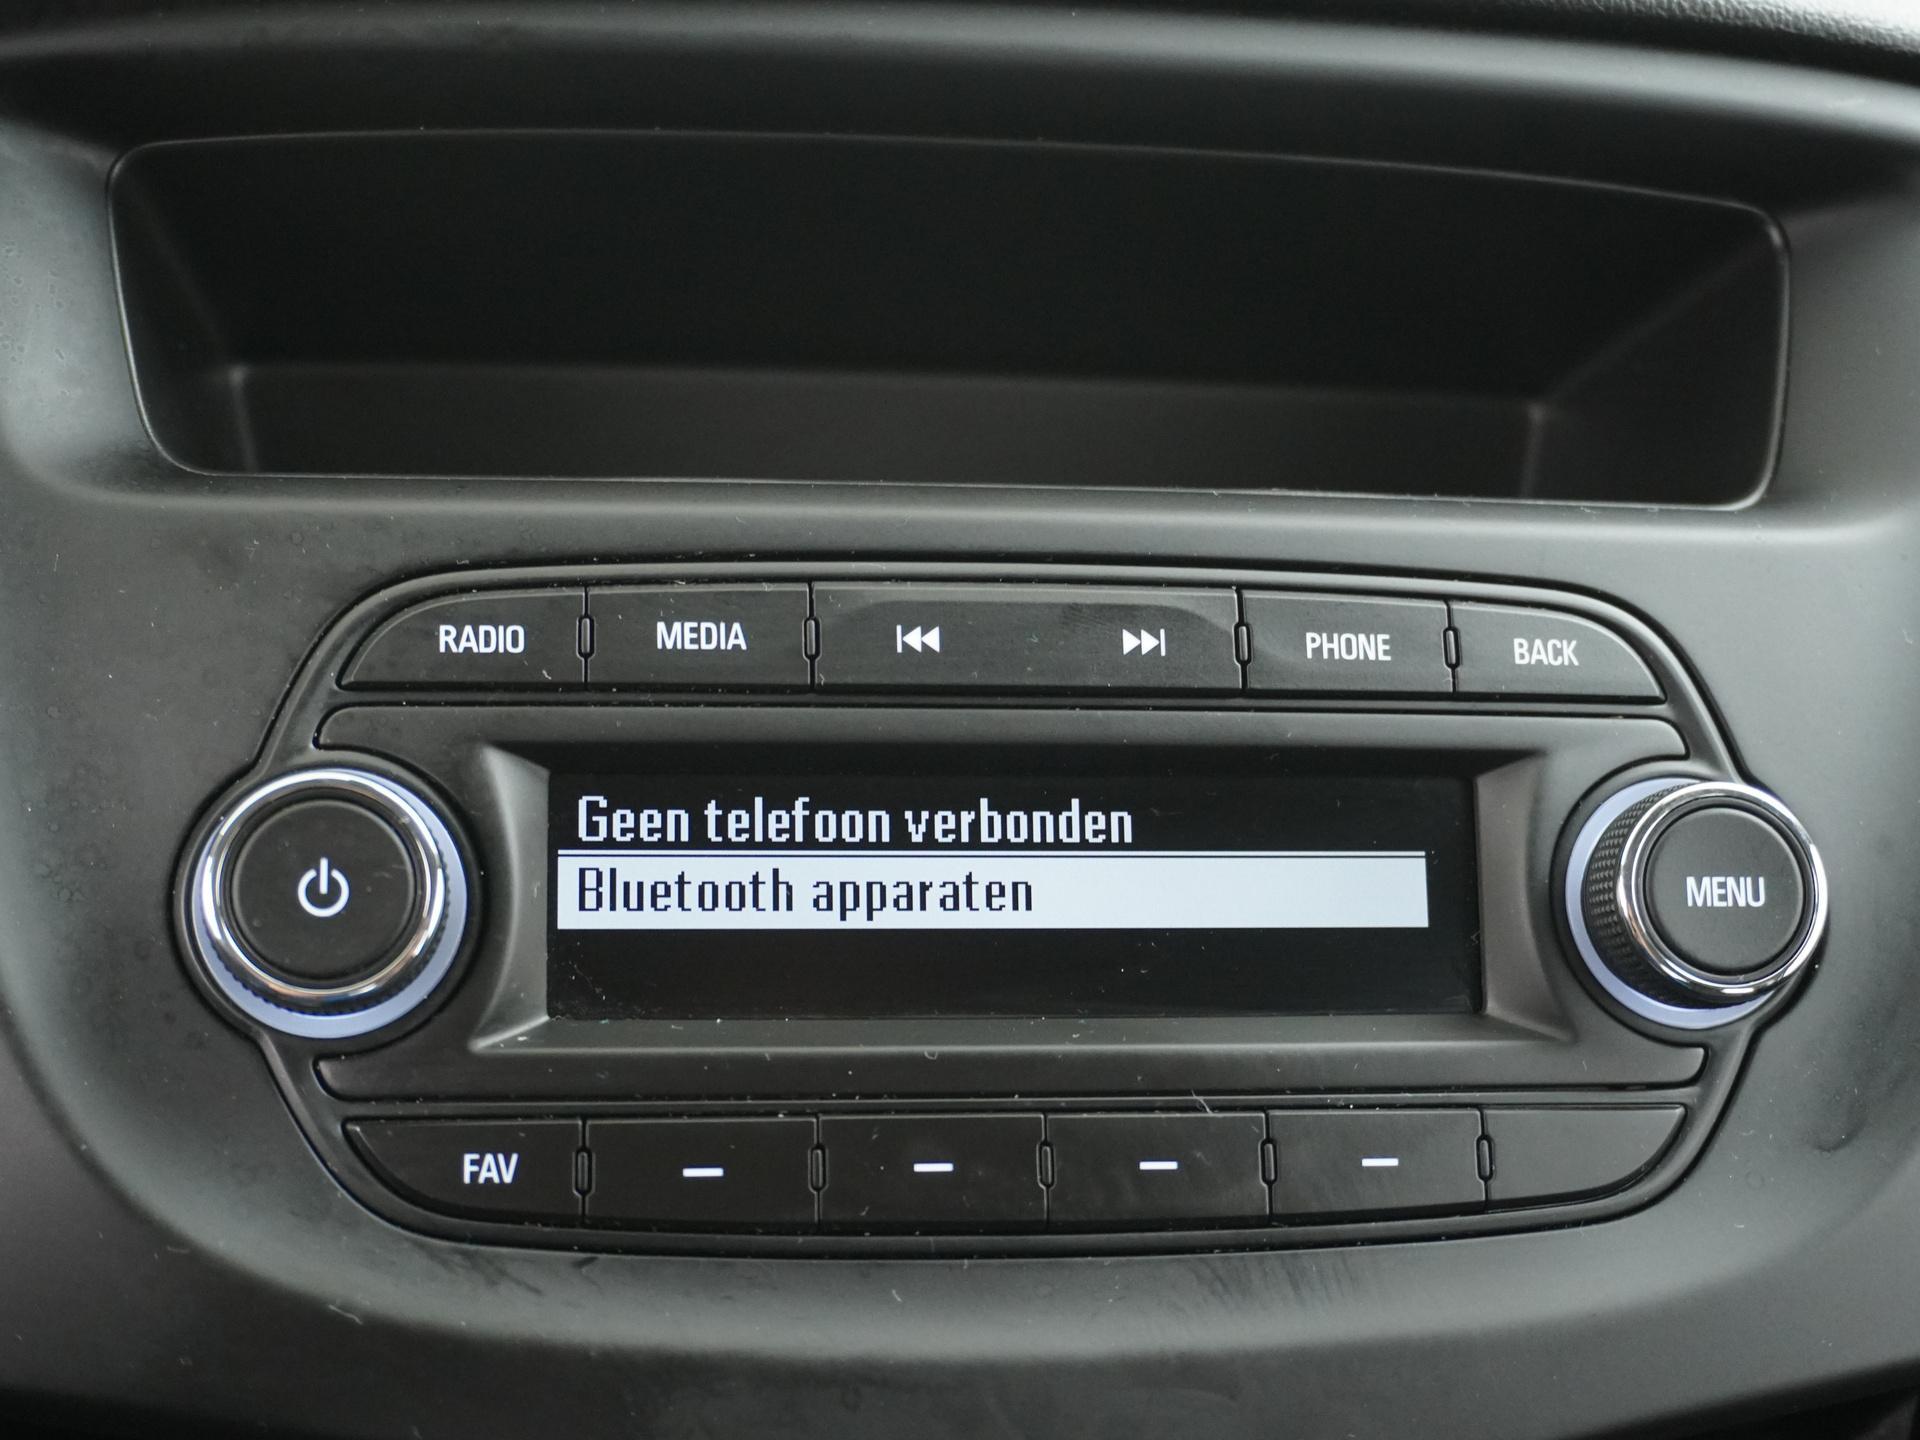 RADIO MEDIA PHONE BACK
Geen telefoon verbonden
Bluetooth apparaten
MENU
FAV